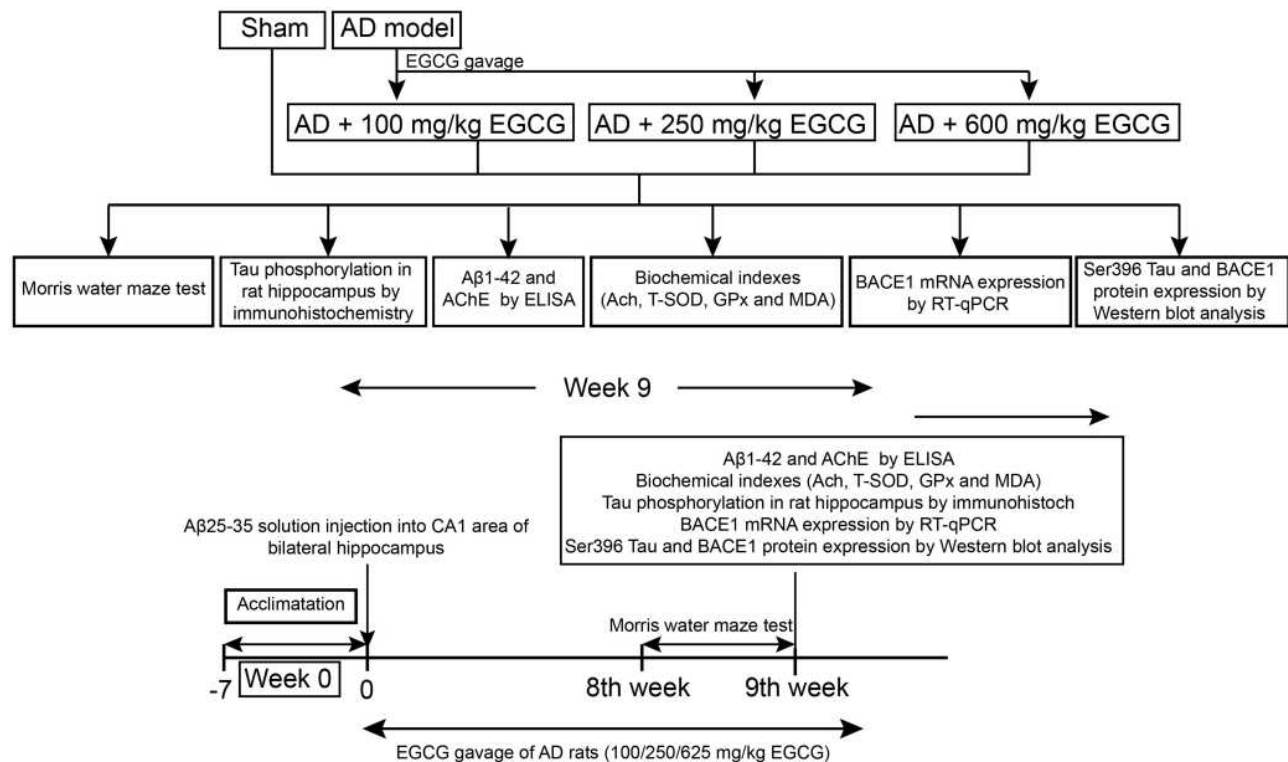 Sham
AD model
EGCG gavage
AD + 100 mg/kg EGCG
AD + 250 mg/kg EGCG
AD + 600 mg/kg EGCG
Morris water maze test
Tau phosphorylation in
rat hippocampus by
immunohistochemistry
Aβ1-42 and
AChE by ELISA
Biochemical indexes
(Ach, T-SOD, GPx and MDA)
BACE1 mRNA expression
by RT-qPCR
Ser396 Tau and BACE1
protein expression by
Western blot analysis
Week 9
Aβ1-42 and AChE by ELISA
Biochemical indexes (Ach, T-SOD, GPx and MDA)
Tau phosphorylation in rat hippocampus by immunohistoch
BACE1 mRNA expression by RT-qPCR
Ser396 Tau and BACE1 protein expression by Western blot analysis
Aβ25-35 solution injection into CA1 area of
bilateral hippocampus
Acclimatation
Morris water maze test
-7
Week 0
0
8th week
9th week
EGCG gavage of AD rats (100/250/625 mg/kg EGCG)